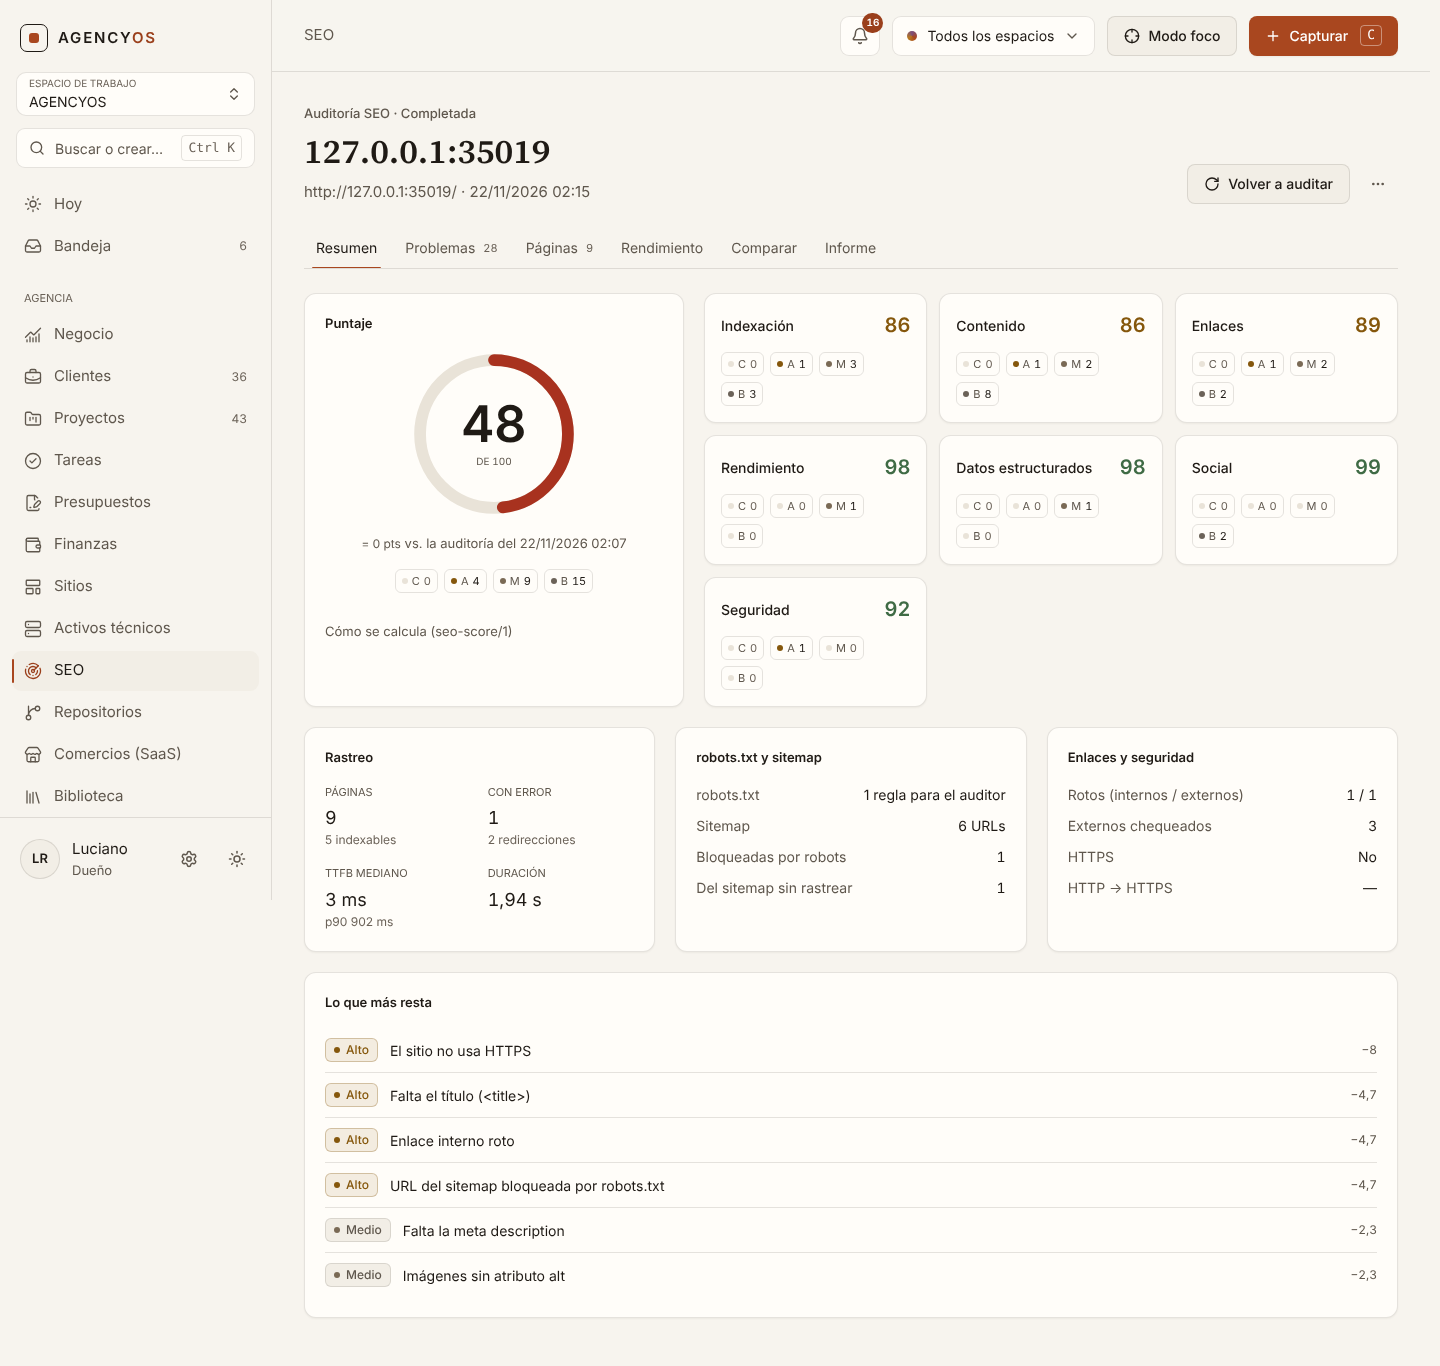 AGENCYOS
ESPACIO DE TRABAJO
AGENCYOS
Buscar o crear... Ctrl K
Hoy
Bandeja 6
AGENCIA
Negocio
Clientes 36
Proyectos 43
Tareas
Presupuestos
Finanzas
Sitios
Activos técnicos
SEO
Repositorios
Comercios (SaaS)
Biblioteca
LR
Luciano
Dueño
SEO
16
Todos los espacios
Modo foco
Capturar C
Auditoría SEO · Completada
127.0.0.1:35019
http://127.0.0.1:35019/ · 22/11/2026 02:15
Volver a auditar
Resumen Problemas 28 Páginas 9 Rendimiento Comparar Informe
Puntaje
48
DE 100
= 0 pts vs. la auditoría del 22/11/2026 02:07
C 0 A 4 M 9 B 15
Cómo se calcula (seo-score/1)
Indexación 86
C 0 A 1 M 3
B 3
Contenido 86
C 0 A 1 M 2
B 8
Enlaces 89
C 0 A 1 M 2
B 2
Rendimiento 98
C 0 A 0 M 1
B 0
Datos estructurados 98
C 0 A 0 M 1
B 0
Social 99
C 0 A 0 M 0
B 2
Seguridad 92
C 0 A 1 M 0
B 0
Rastreo
PÁGINAS
9
5 indexables
CON ERROR
1
2 redirecciones
TTFB MEDIANO
3 ms
p90 902 ms
DURACIÓN
1,94 s
robots.txt y sitemap
robots.txt 1 regla para el auditor
Sitemap 6 URLs
Bloqueadas por robots 1
Del sitemap sin rastrear 1
Enlaces y seguridad
Rotos (internos / externos) 1 / 1
Externos chequeados 3
HTTPS No
HTTP → HTTPS —
Lo que más resta
Alto El sitio no usa HTTPS −8
Alto Falta el título (<title>) −4,7
Alto Enlace interno roto −4,7
Alto URL del sitemap bloqueada por robots.txt −4,7
Medio Falta la meta description −2,3
Medio Imágenes sin atributo alt −2,3